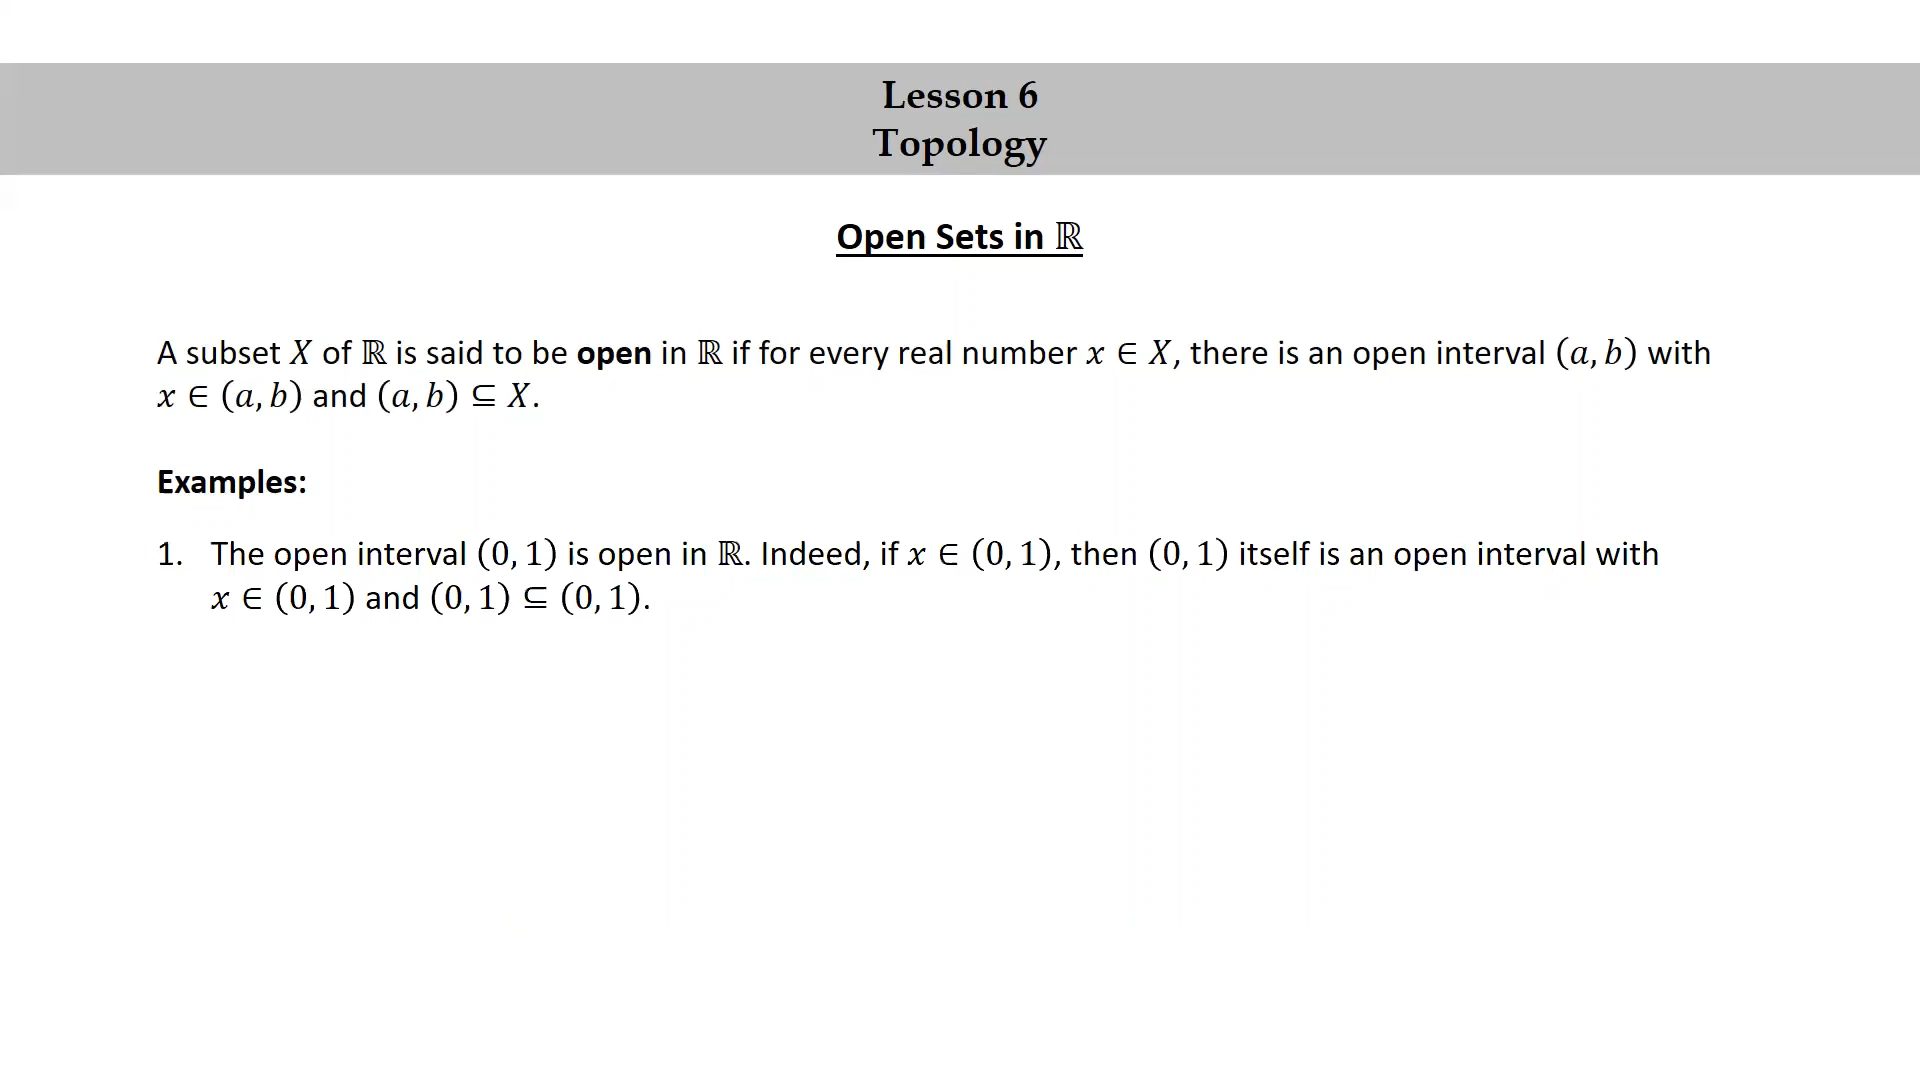 Lesson 6
Topology
Open Sets in ℝ
A subset 𝑋 of ℝ is said to be open in ℝ if for every real number 𝑥 ∈ 𝑋, there is an open interval (𝑎, 𝑏) with
𝑥 ∈ (𝑎, 𝑏) and (𝑎, 𝑏) ⊆ 𝑋.
Examples:
1. The open interval (0, 1) is open in ℝ. Indeed, if 𝑥 ∈ (0, 1), then (0, 1) itself is an open interval with
𝑥 ∈ (0, 1) and (0, 1) ⊆ (0, 1).